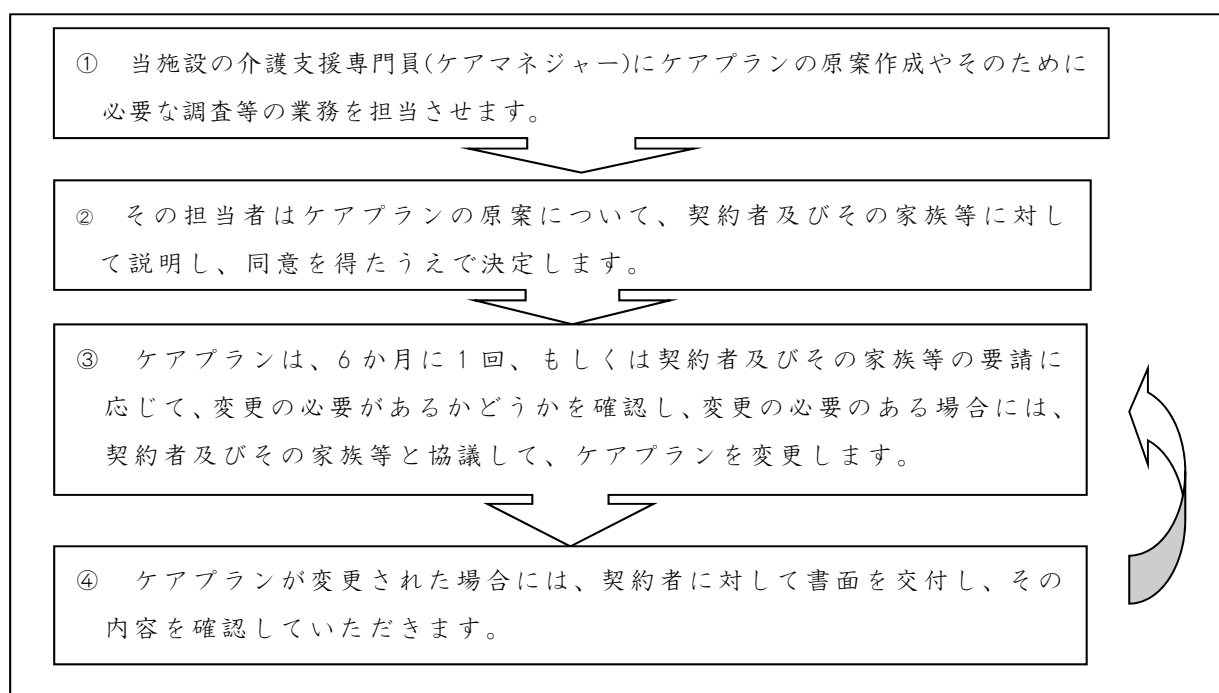 ① 当施設の介護支援専門員(ケアマネジャー)にケアプランの原案作成やそのために
必要な調査等の業務を担当させます。
② その担当者はケアプランの原案について、契約者及びその家族等に対し
て説明し、同意を得たうえで決定します。
③ ケアプランは、6か月に1回、もしくは契約者及びその家族等の要請に
応じて、変更の必要があるかどうかを確認し、変更の必要のある場合には、
契約者及びその家族等と協議して、ケアプランを変更します。
④ ケアプランが変更された場合には、契約者に対して書面を交付し、その
内容を確認していただきます。